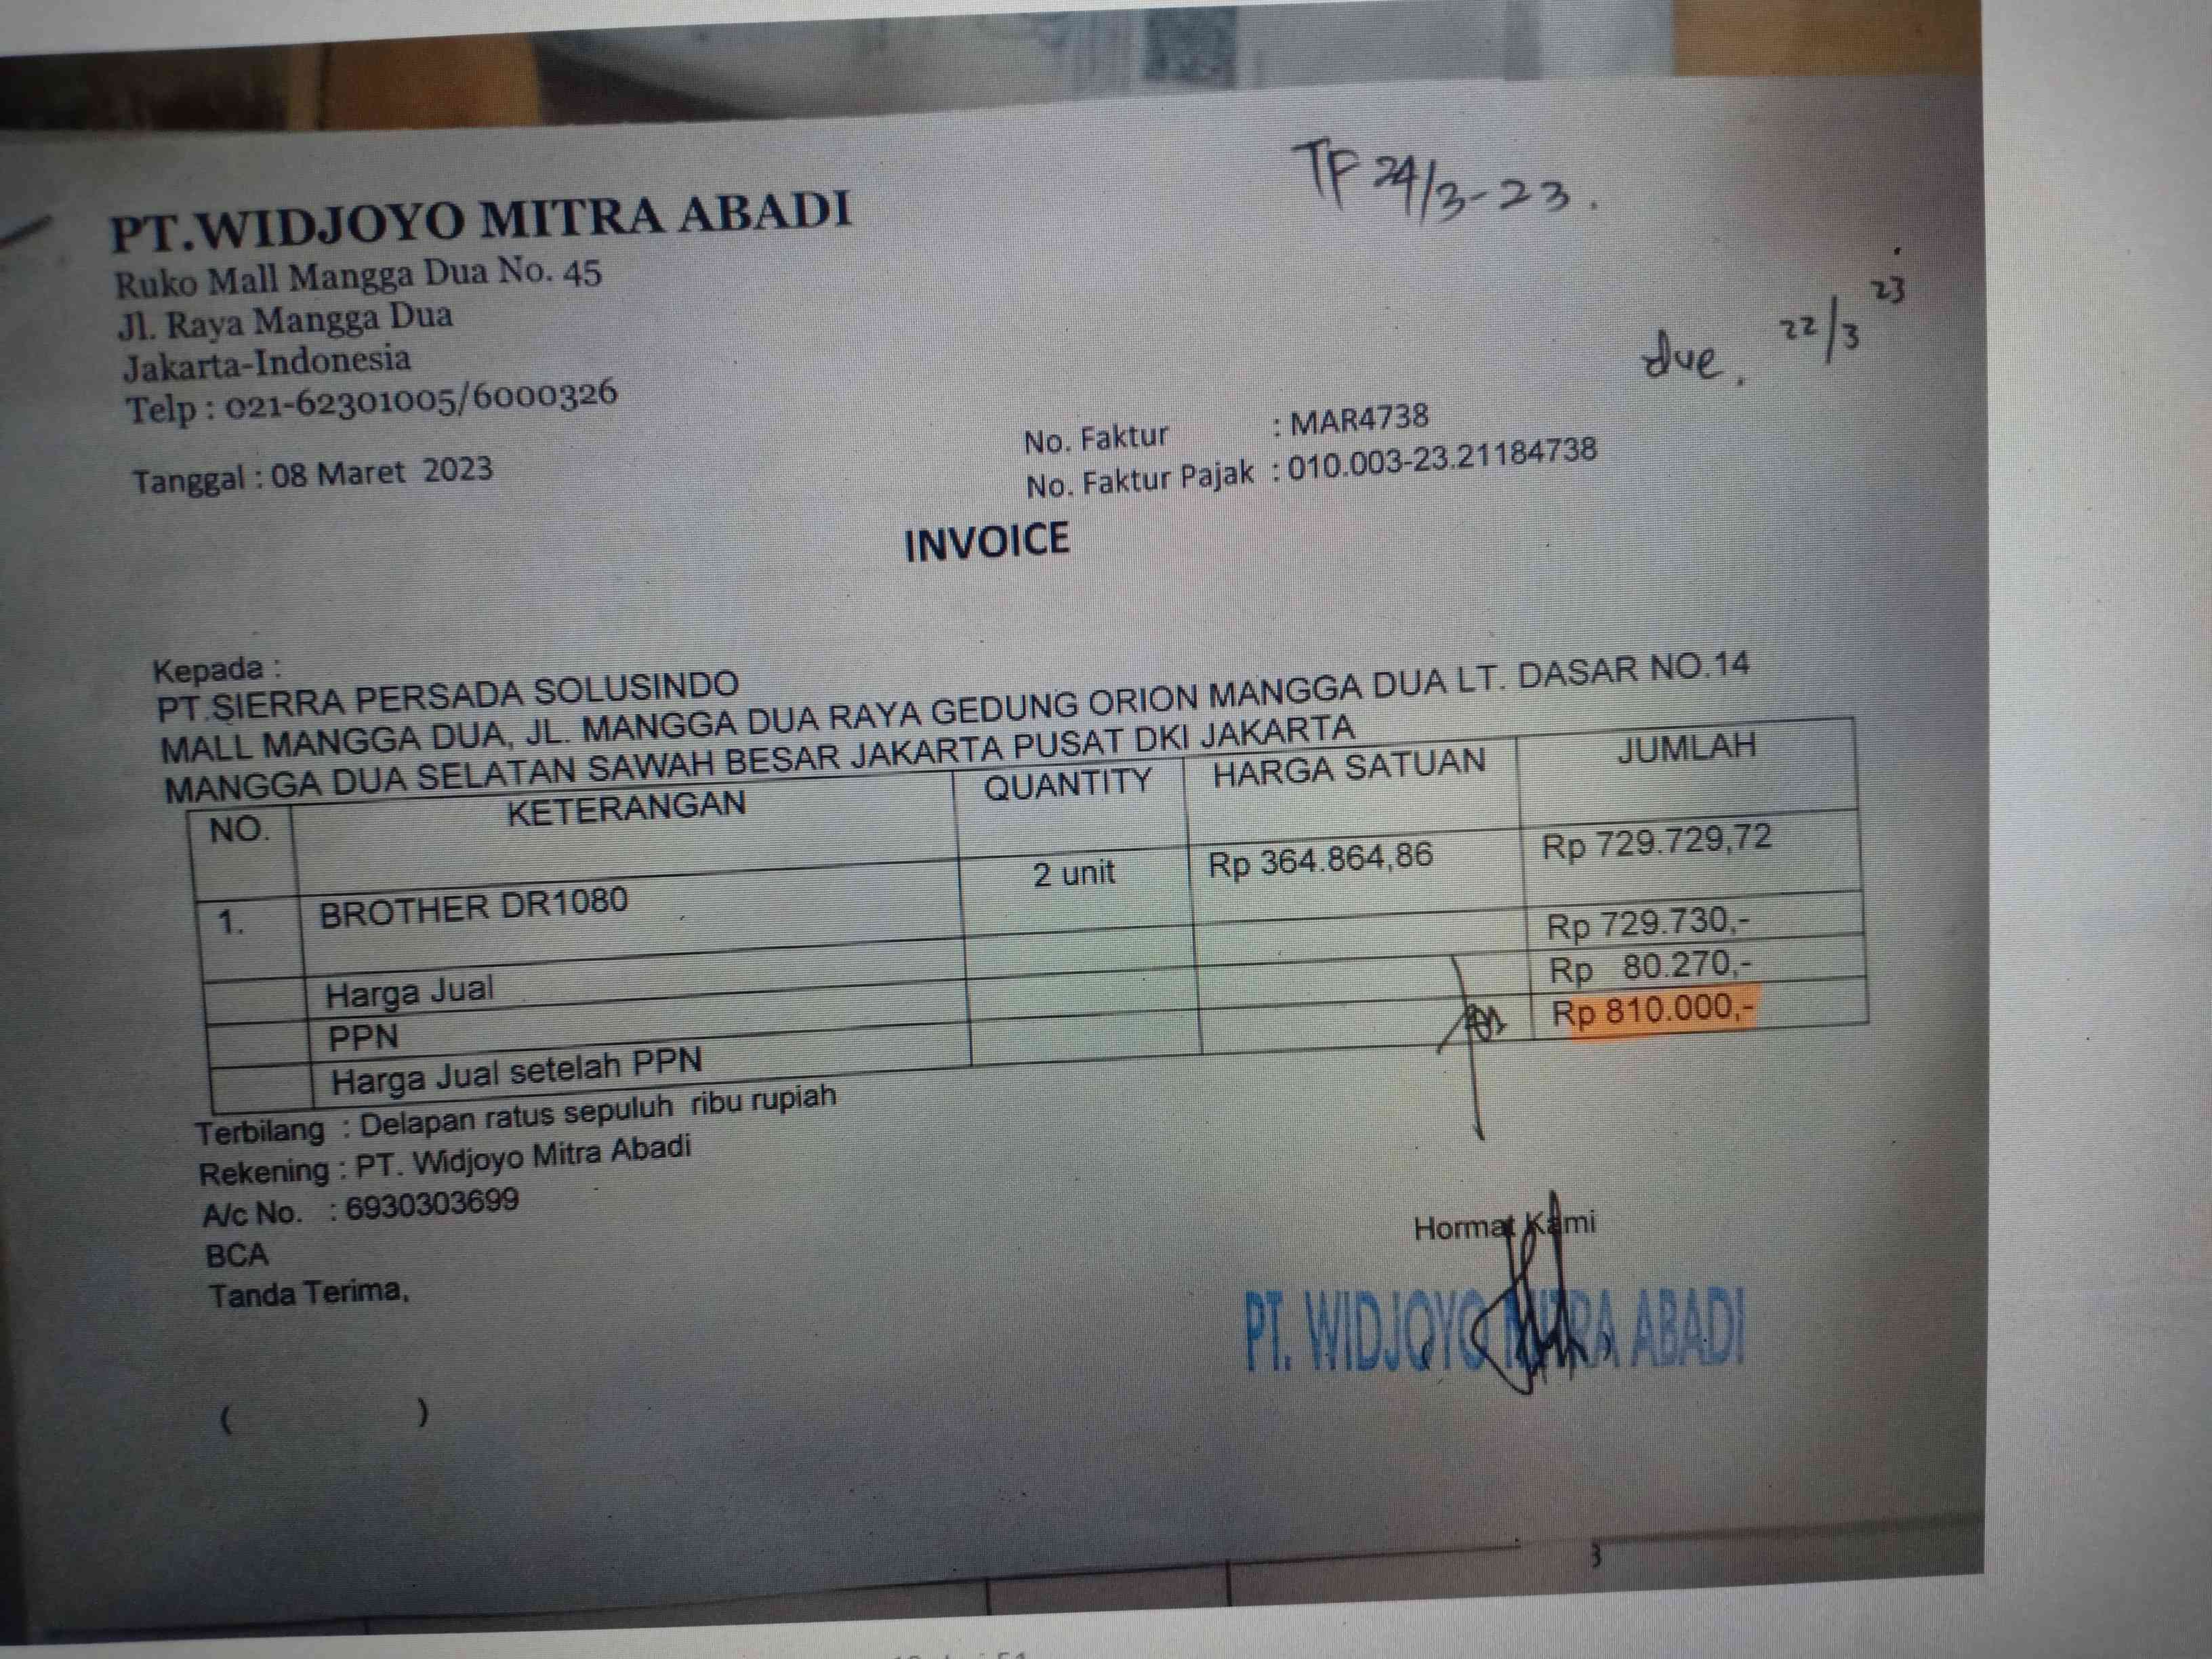 TF 24/3-23.
PT.WIDJOYO MITRA ABADI
Ruko Mall Mangga Dua No. 45
Jl. Raya Mangga Dua
Jakarta-Indonesia
Telp : 021-62301005/6000326
due, 22/3 23
Tanggal : 08 Maret 2023
No. Faktur : MAR4738
No. Faktur Pajak : 010.003-23.21184738
INVOICE
Kepada :
PT.SIERRA PERSADA SOLUSINDO
MALL MANGGA DUA, JL. MANGGA DUA RAYA GEDUNG ORION MANGGA DUA LT. DASAR NO.14
MANGGA DUA SELATAN SAWAH BESAR JAKARTA PUSAT DKI JAKARTA
NO. KETERANGAN QUANTITY HARGA SATUAN JUMLAH
1. BROTHER DR1080 2 unit Rp 364.864,86 Rp 729.729,72
Harga Jual Rp 729.730,-
PPN Rp 80.270,-
Harga Jual setelah PPN Rp 810.000,-
Terbilang : Delapan ratus sepuluh ribu rupiah
Rekening : PT. Widjoyo Mitra Abadi
A/c No. : 6930303699
BCA
Tanda Terima,
Hormat Kami
PT. WIDJOYO MITRA ABADI
( )